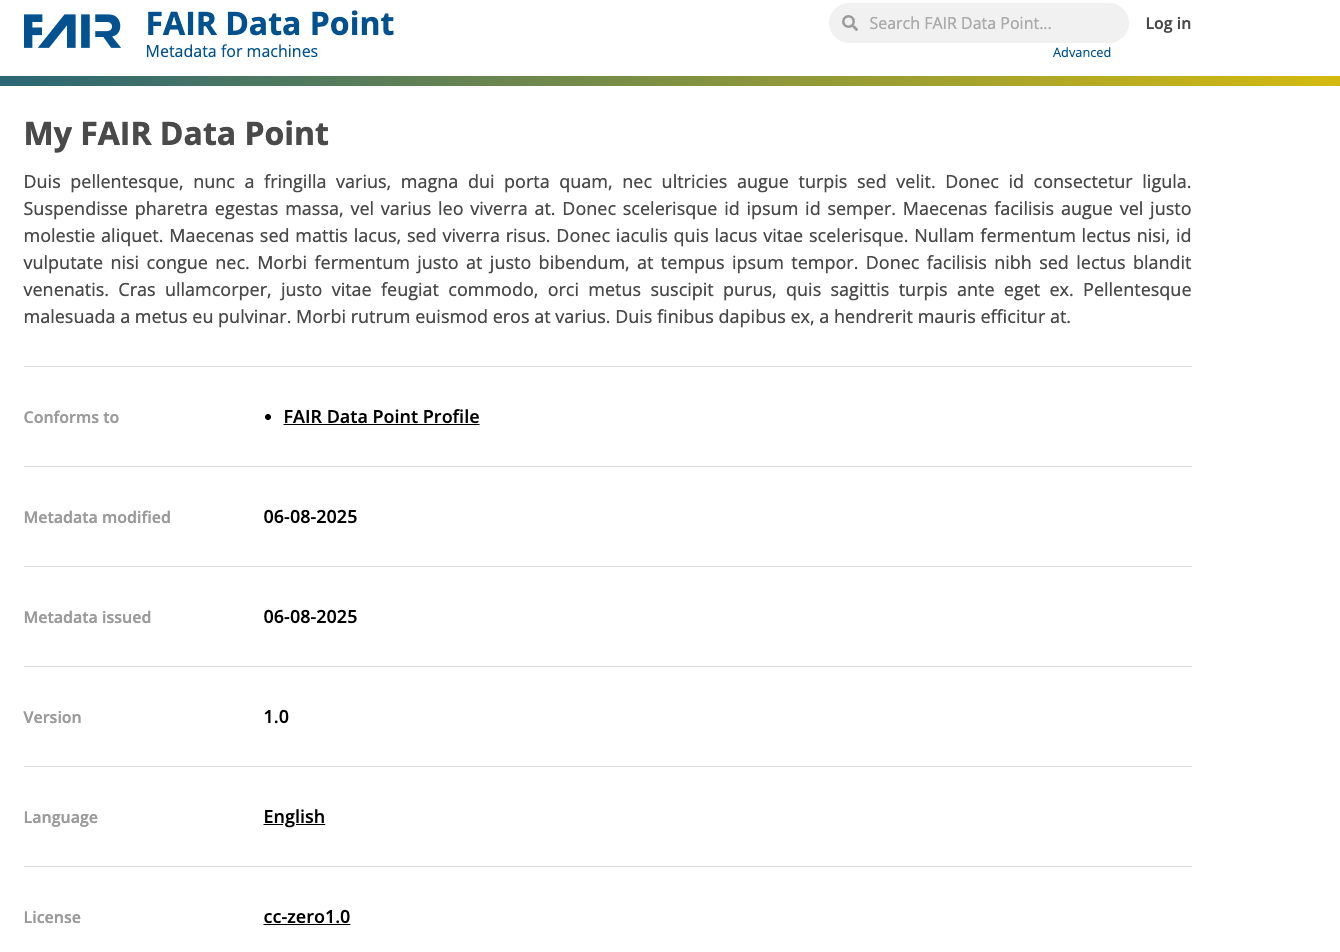 FAIR
FAIR Data Point
Metadata for machines
Search FAIR Data Point...
Log in
Advanced
My FAIR Data Point
Duis pellentesque, nunc a fringilla varius, magna dui porta quam, nec ultricies augue turpis sed velit. Donec id consectetur ligula.
Suspendisse pharetra egestas massa, vel varius leo viverra at. Donec scelerisque id ipsum id semper. Maecenas facilisis augue vel justo
molestie aliquet. Maecenas sed mattis lacus, sed viverra risus. Donec iaculis quis lacus vitae scelerisque. Nullam fermentum lectus nisi, id
vulputate nisi congue nec. Morbi fermentum justo at justo bibendum, at tempus ipsum tempor. Donec facilisis nibh sed lectus blandit
venenatis. Cras ullamcorper, justo vitae feugiat commodo, orci metus suscipit purus, quis sagittis turpis ante eget ex. Pellentesque
malesuada a metus eu pulvinar. Morbi rutrum euismod eros at varius. Duis finibus dapibus ex, a hendrerit mauris efficitur at.
Conforms to
• FAIR Data Point Profile
Metadata modified
06-08-2025
Metadata issued
06-08-2025
Version
1.0
Language
English
License
cc-zero1.0